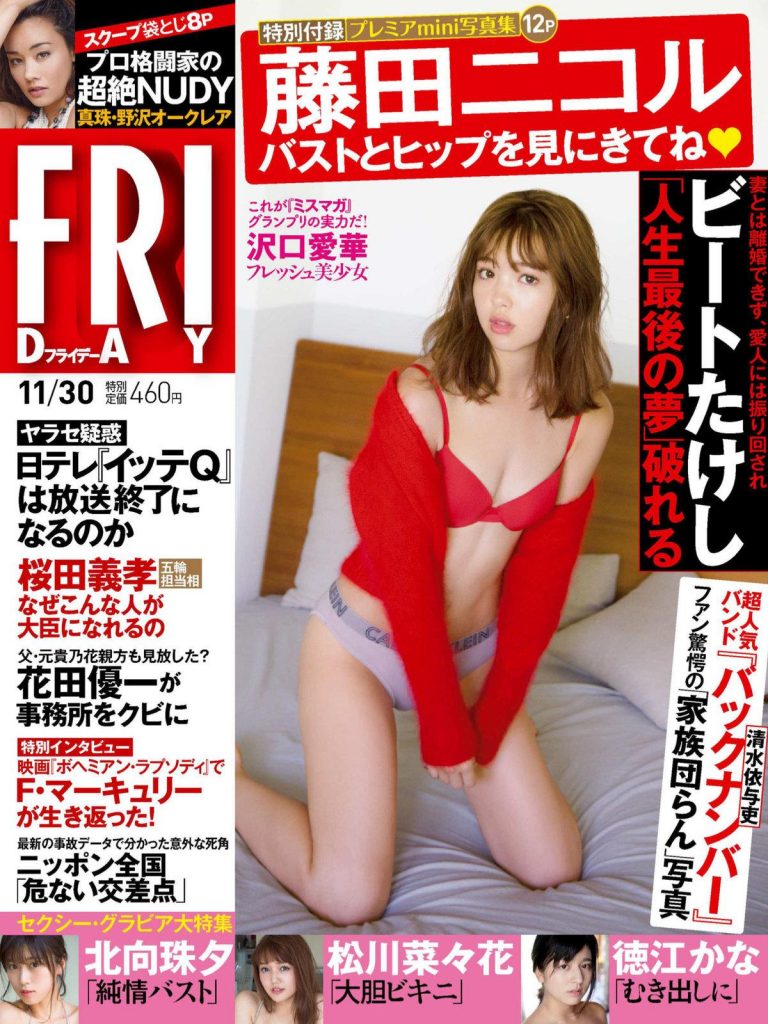 スクープ袋とじ8P
プロ格闘家の
超絶NUDY
真珠・野沢オークレア
特別付録 プレミアmini写真集 12P
藤田ニコル
バストとヒップを見にきてね♥
FRI
DAY
フライデー
11/30 特別定価460円
これが『ミスマガ』
グランプリの実力だ!
沢口愛華
フレッシュ美少女
妻とは離婚できず、愛人には振り回され
ビートたけし
「人生最後の夢」破れる
ヤラセ疑惑
日テレ『イッテQ』
は放送終了に
なるのか
桜田義孝 五輪担当相
なぜこんな人が
大臣になれるの
父・元貴乃花親方も見放した?
花田優一が
事務所をクビに
特別インタビュー
映画『ボヘミアン・ラプソディ』で
F・マーキュリー
が生き返った!
最新の事故データで分かった意外な死角
ニッポン全国
「危ない交差点」
超人気バンド『バックナンバー』清水依与吏
ファン驚愕の「家族団らん」写真
CALVIN KLEIN
セクシー・グラビア大特集
北向珠夕
「純情バスト」
松川菜々花
「大胆ビキニ」
徳江かな
「むき出しに」